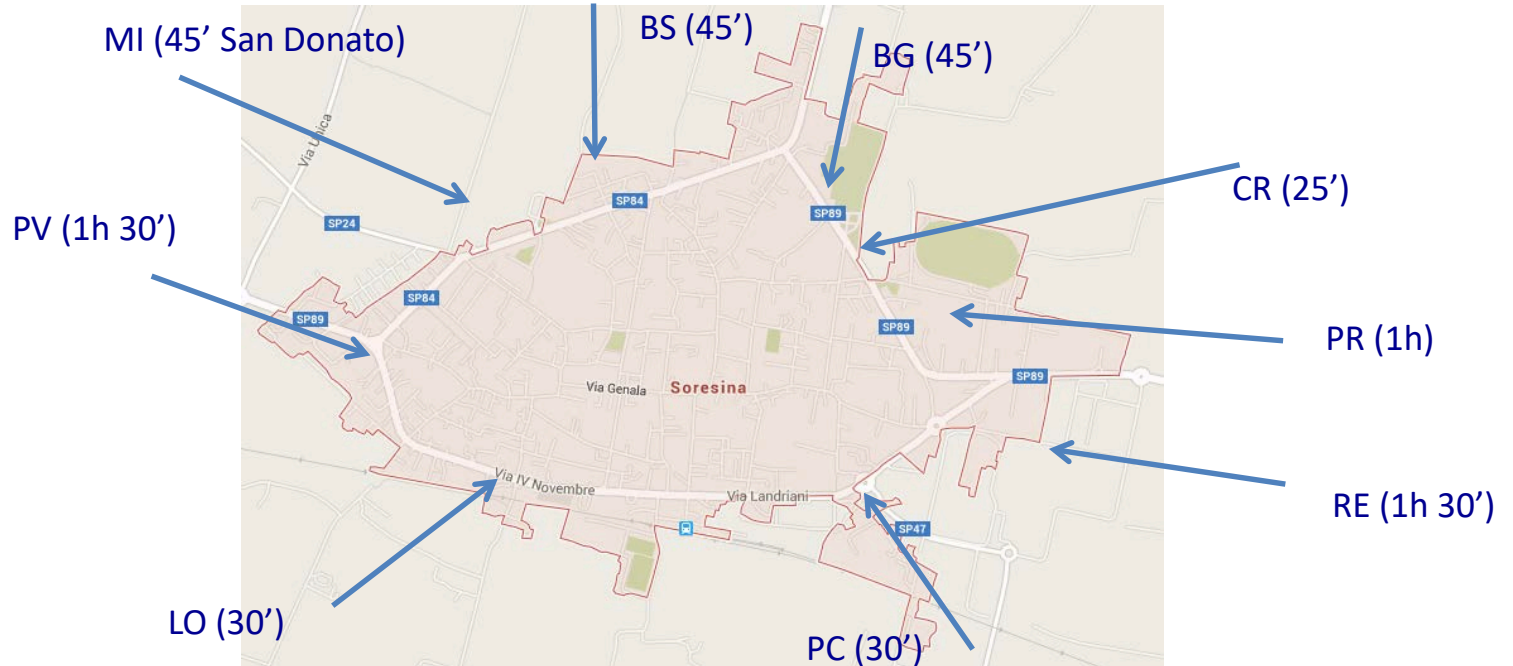 MI (45’ San Donato)
BS (45’)
BG (45’)
CR (25’)
PV (1h 30’)
PR (1h)
RE (1h 30’)
LO (30’)
PC (30’)
Via Unica
SP24
SP84
SP89
SP84
SP89
SP89
SP89
Via Genala
Soresina
Via IV Novembre
Via Landriani
SP47